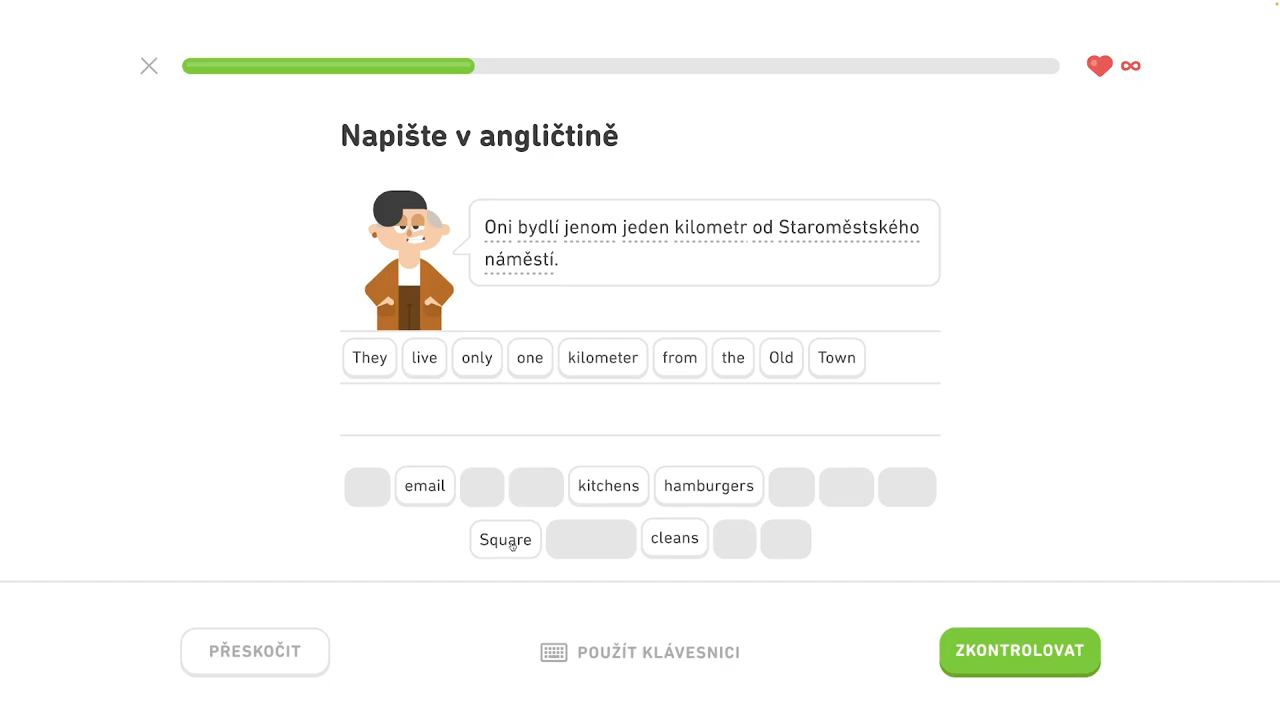 Napište v angličtině
Oni bydlí jenom jeden kilometr od Staroměstského
náměstí.
They live only one kilometer from the Old Town
email kitchens hamburgers
Square cleans
PŘESKOČIT POUŽÍT KLÁVESNICI ZKONTROLOVAT